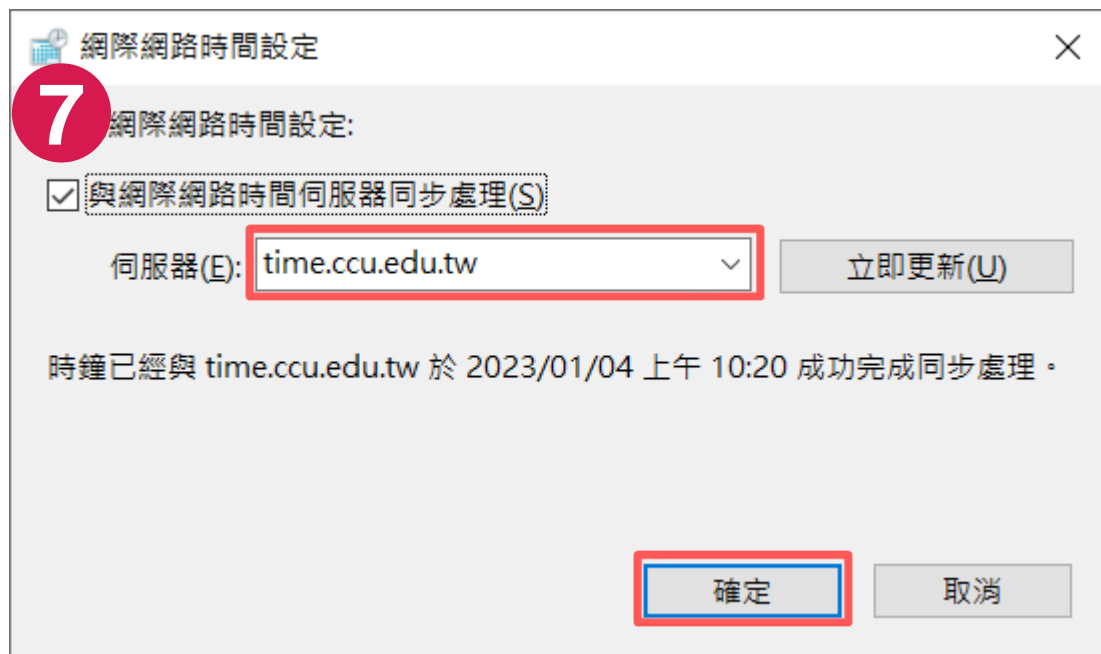 網際網路時間設定
7
網際網路時間設定:
與網際網路時間伺服器同步處理(S)
伺服器(E): time.ccu.edu.tw 立即更新(U)
時鐘已經與 time.ccu.edu.tw 於 2023/01/04 上午 10:20 成功完成同步處理。
確定 取消